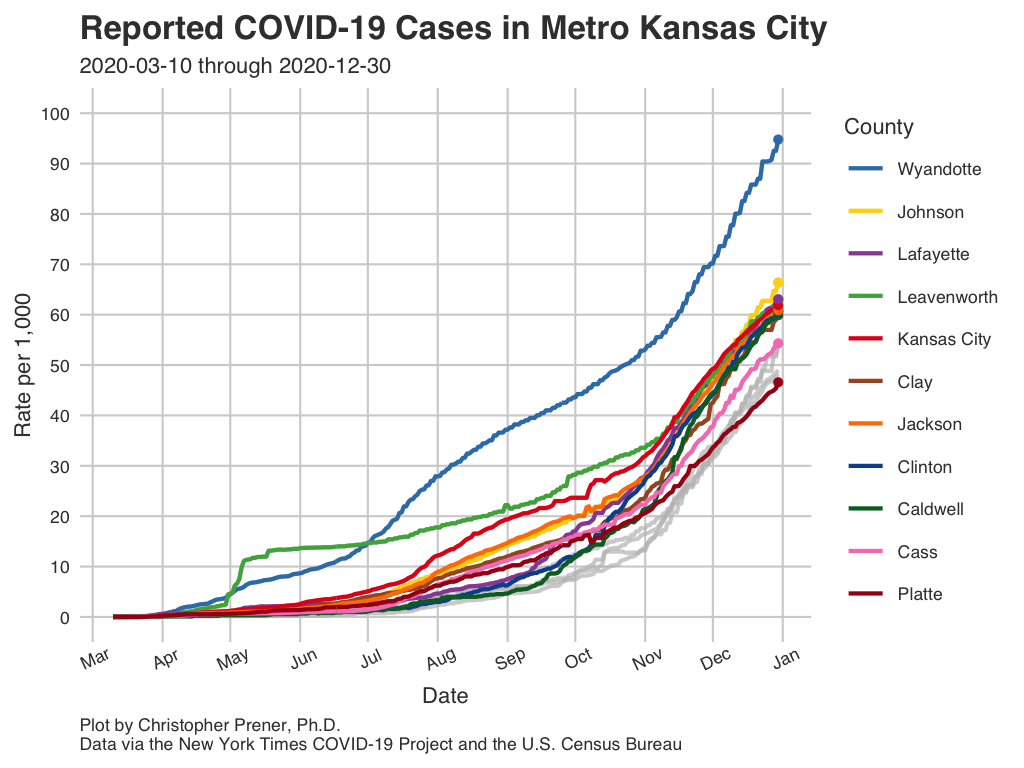 Reported COVID-19 Cases in Metro Kansas City
2020-03-10 through 2020-12-30
100
90
80
70
60
50
40
30
20
10
0
Rate per 1,000
Mar Apr May Jun Jul Aug Sep Oct Nov Dec Jan
Date
County
Wyandotte
Johnson
Lafayette
Leavenworth
Kansas City
Clay
Jackson
Clinton
Caldwell
Cass
Platte
Plot by Christopher Prener, Ph.D.
Data via the New York Times COVID-19 Project and the U.S. Census Bureau